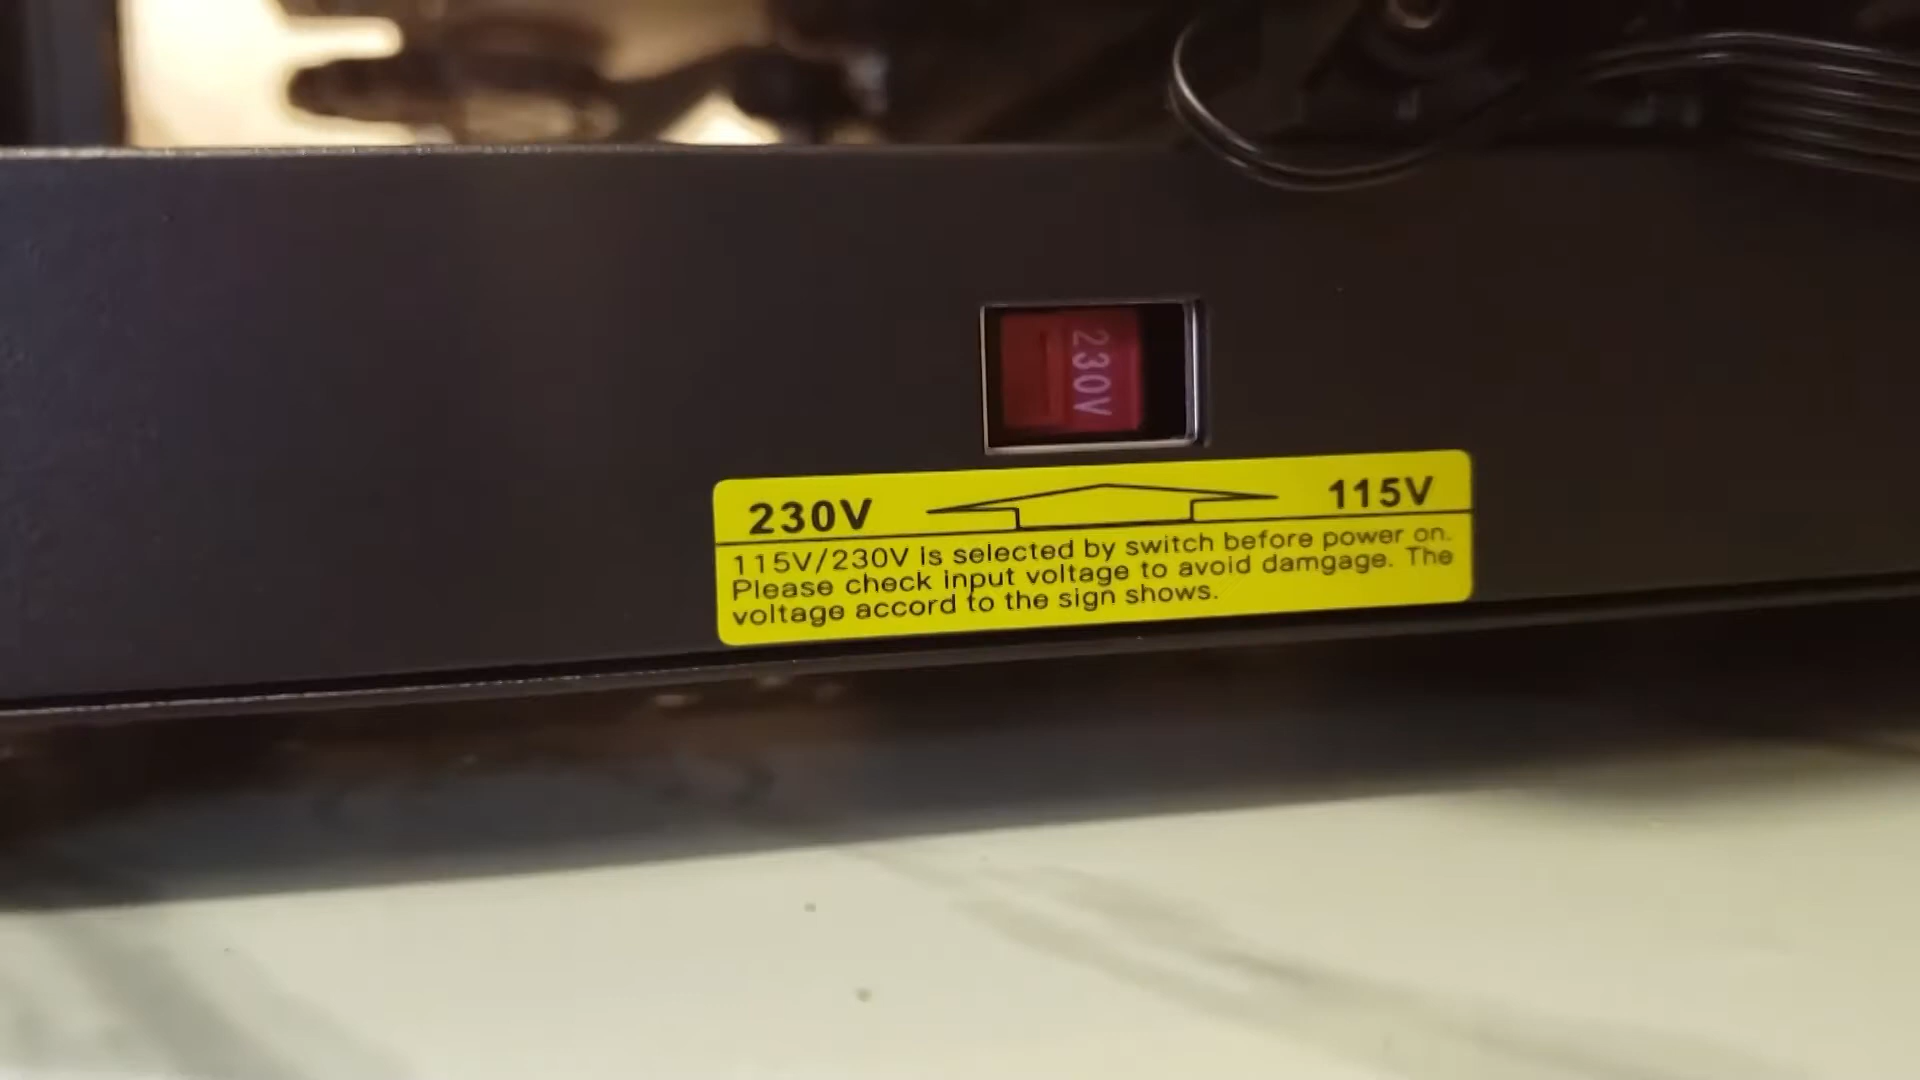 230V
230V 115V
115V/230V is selected by switch before power on.
Please check input voltage to avoid damgage. The
voltage accord to the sign shows.